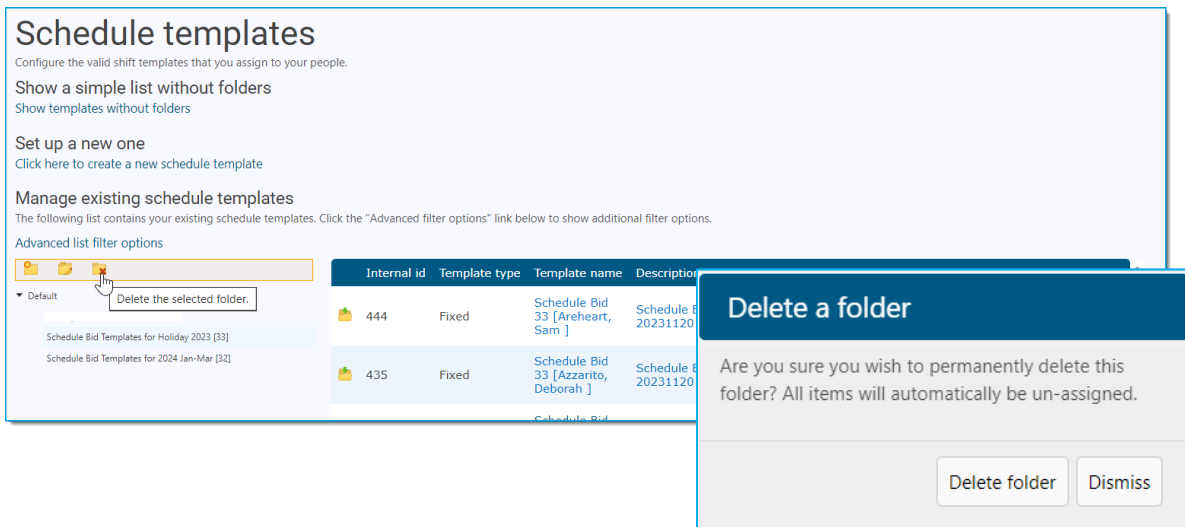 Schedule templates
Configure the valid shift templates that you assign to your people.
Show a simple list without folders
Show templates without folders
Set up a new one
Click here to create a new schedule template
Manage existing schedule templates
The following list contains your existing schedule templates. Click the "Advanced filter options" link below to show additional filter options.
Advanced list filter options
Delete the selected folder.
Default
Schedule Bid Templates for Holiday 2023 [33]
Schedule Bid Templates for 2024 Jan-Mar [32]
Internal id Template type Template name Description
444 Fixed Schedule Bid 33 [Areheart, Sam ] Schedule 20231120
435 Fixed Schedule Bid 33 [Azzarito, Deborah ] Schedule 20231120
Schedule Bid
Delete a folder
Are you sure you wish to permanently delete this
folder? All items will automatically be un-assigned.
Delete folder Dismiss